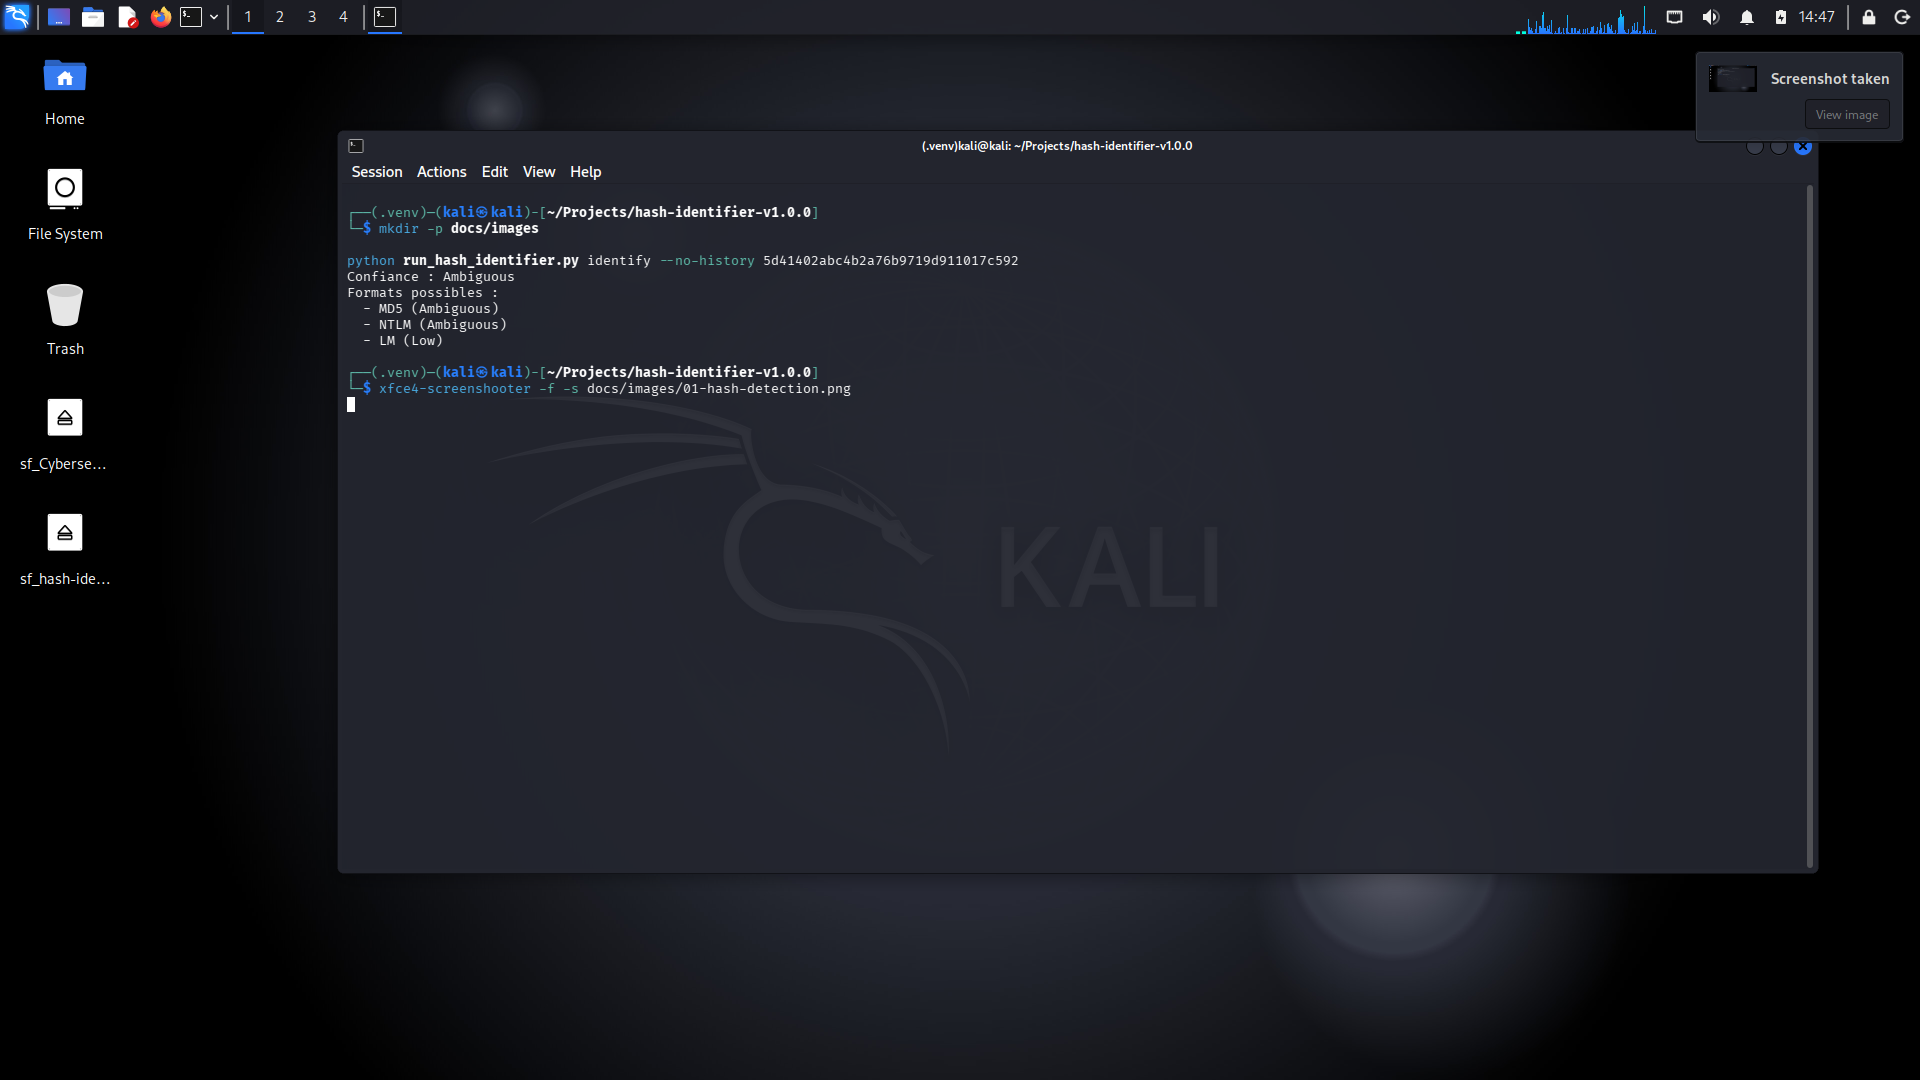 1 2 3 4
14:47
Screenshot taken
View image
Home
File System
Trash
sf_Cyberse...
sf_hash-ide...
(.venv)kali@kali: ~/Projects/hash-identifier-v1.0.0
Session Actions Edit View Help
┌──(.venv)─(kali㉿kali)-[~/Projects/hash-identifier-v1.0.0]
└─$ mkdir -p docs/images
python run_hash_identifier.py identify --no-history 5d41402abc4b2a76b9719d911017c592
Confiance : Ambiguous
Formats possibles :
- MD5 (Ambiguous)
- NTLM (Ambiguous)
- LM (Low)
┌──(.venv)─(kali㉿kali)-[~/Projects/hash-identifier-v1.0.0]
└─$ xfce4-screenshooter -f -s docs/images/01-hash-detection.png
KALI